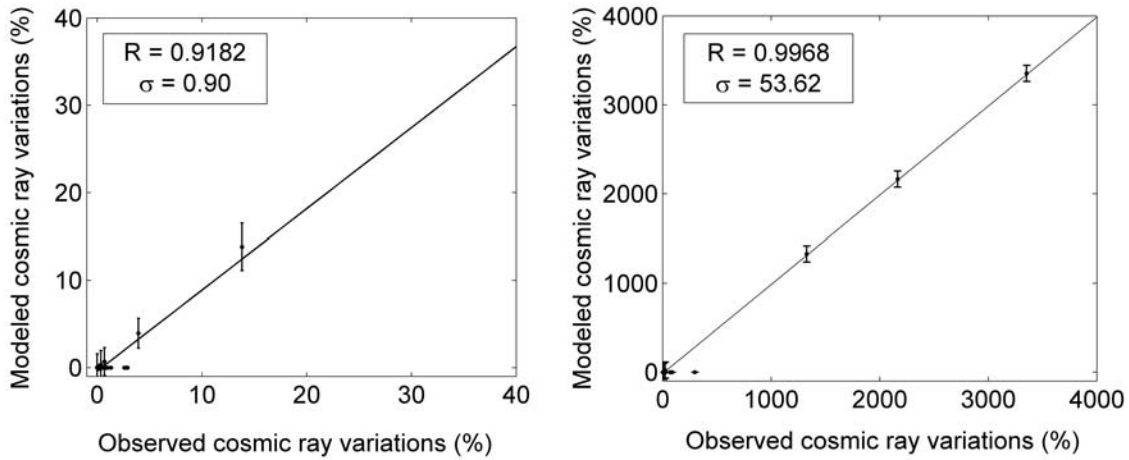 Modeled cosmic ray variations (%)
40
30
20
10
0
R = 0.9182
σ = 0.90
0 10 20 30 40
Observed cosmic ray variations (%)
Modeled cosmic ray variations (%)
4000
3000
2000
1000
0
R = 0.9968
σ = 53.62
0 1000 2000 3000 4000
Observed cosmic ray variations (%)